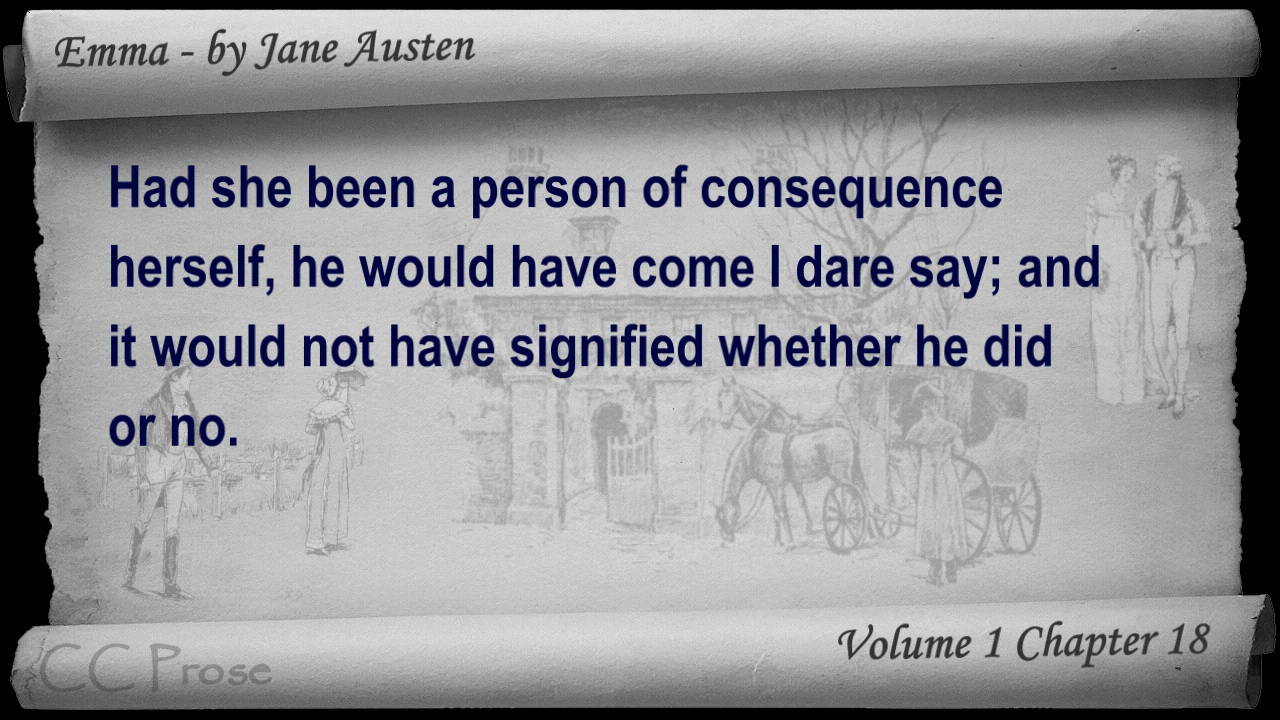 Emma - by Jane Austen
Had she been a person of consequence
herself, he would have come I dare say; and
it would not have signified whether he did
or no.
Volume 1 Chapter 18
CC Prose